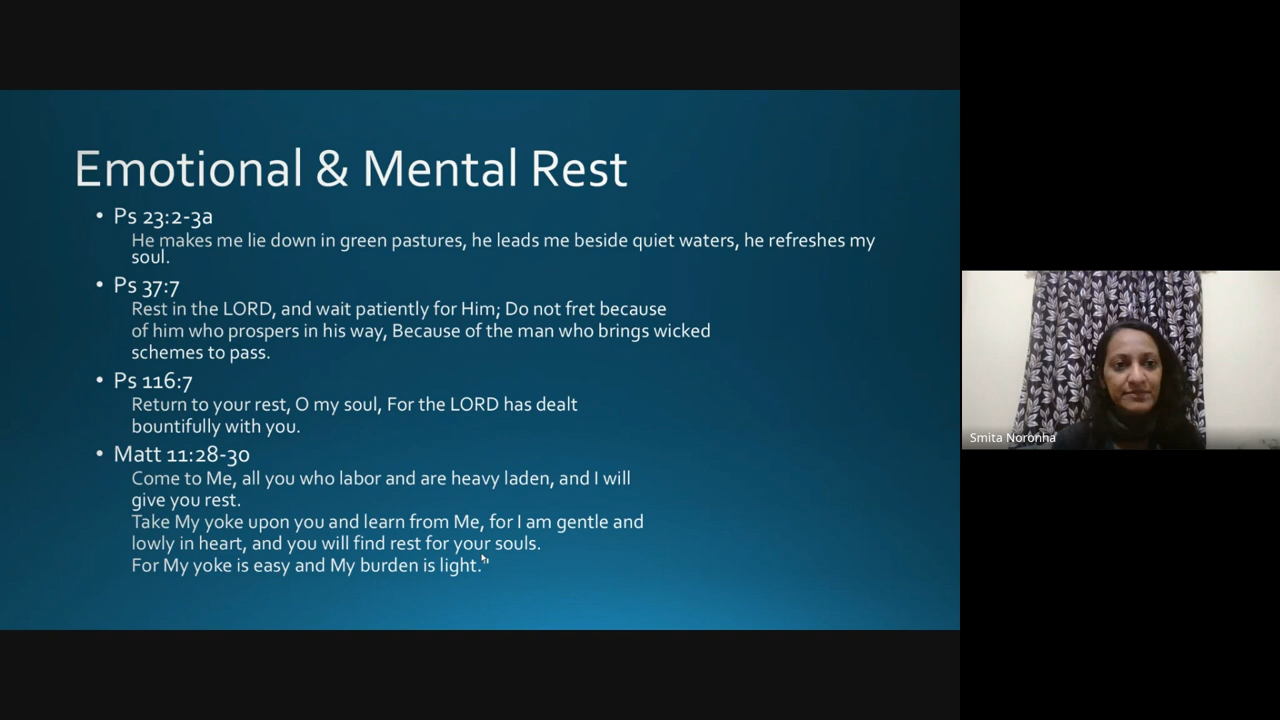 Emotional & Mental Rest
• Ps 23:2-3a
He makes me lie down in green pastures, he leads me beside quiet waters, he refreshes my
soul.
• Ps 37:7
Rest in the LORD, and wait patiently for Him; Do not fret because
of him who prospers in his way, Because of the man who brings wicked
schemes to pass.
• Ps 116:7
Return to your rest, O my soul, For the LORD has dealt
bountifully with you.
• Matt 11:28-30
Come to Me, all you who labor and are heavy laden, and I will
give you rest.
Take My yoke upon you and learn from Me, for I am gentle and
lowly in heart, and you will find rest for your souls.
For My yoke is easy and My burden is light."
Smita Noronha